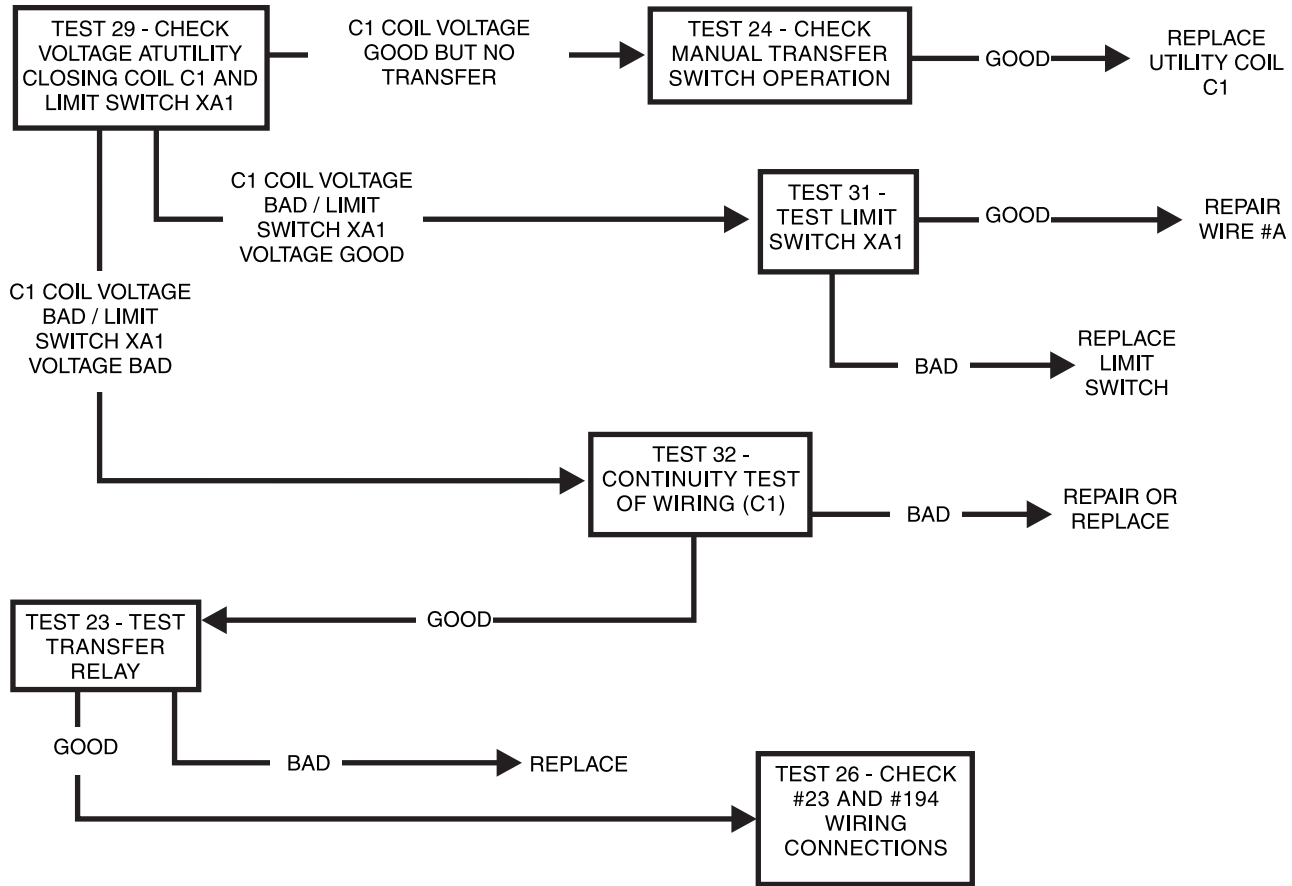 TEST 29 - CHECK
VOLTAGE ATUTILITY
CLOSING COIL C1 AND
LIMIT SWITCH XA1
C1 COIL VOLTAGE
GOOD BUT NO
TRANSFER
TEST 24 - CHECK
MANUAL TRANSFER
SWITCH OPERATION
GOOD
REPLACE
UTILITY COIL
C1
C1 COIL VOLTAGE
BAD / LIMIT
SWITCH XA1
VOLTAGE GOOD
TEST 31 -
TEST LIMIT
SWITCH XA1
GOOD
REPAIR
WIRE #A
BAD
REPLACE
LIMIT
SWITCH
C1 COIL VOLTAGE
BAD / LIMIT
SWITCH XA1
VOLTAGE BAD
TEST 32 -
CONTINUITY TEST
OF WIRING (C1)
BAD
REPAIR OR
REPLACE
GOOD
TEST 23 - TEST
TRANSFER
RELAY
GOOD
BAD
REPLACE
TEST 26 - CHECK
#23 AND #194
WIRING
CONNECTIONS